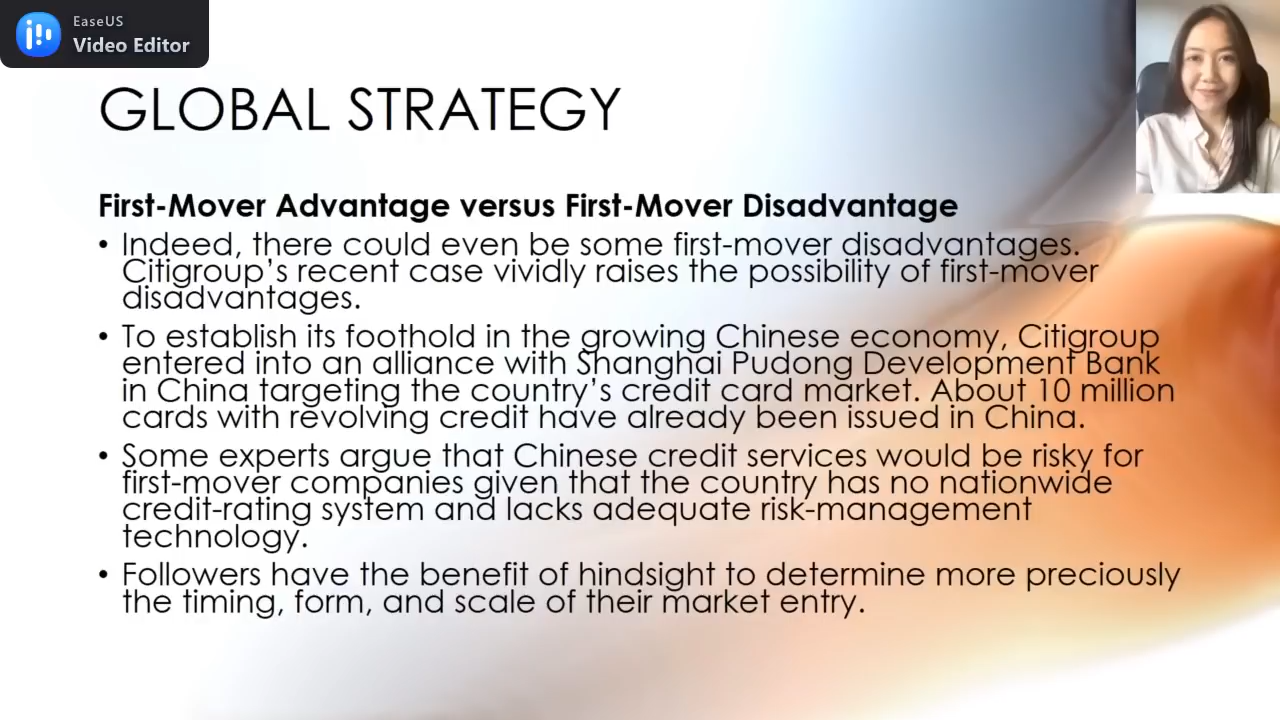 EaseUS
Video Editor
GLOBAL STRATEGY
First-Mover Advantage versus First-Mover Disadvantage
• Indeed, there could even be some first-mover disadvantages.
Citigroup’s recent case vividly raises the possibility of first-mover
disadvantages.
• To establish its foothold in the growing Chinese economy, Citigroup
entered into an alliance with Shanghai Pudong Development Bank
in China targeting the country’s credit card market. About 10 million
cards with revolving credit have already been issued in China.
• Some experts argue that Chinese credit services would be risky for
first-mover companies given that the country has no nationwide
credit-rating system and lacks adequate risk-management
technology.
• Followers have the benefit of hindsight to determine more preciously
the timing, form, and scale of their market entry.